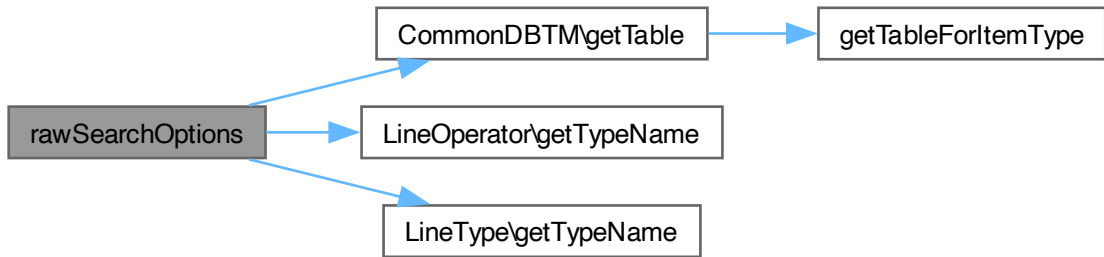 CommonDBTM\getTable
getTableForItemType
rawSearchOptions
LineOperator\getTypeName
LineType\getTypeName